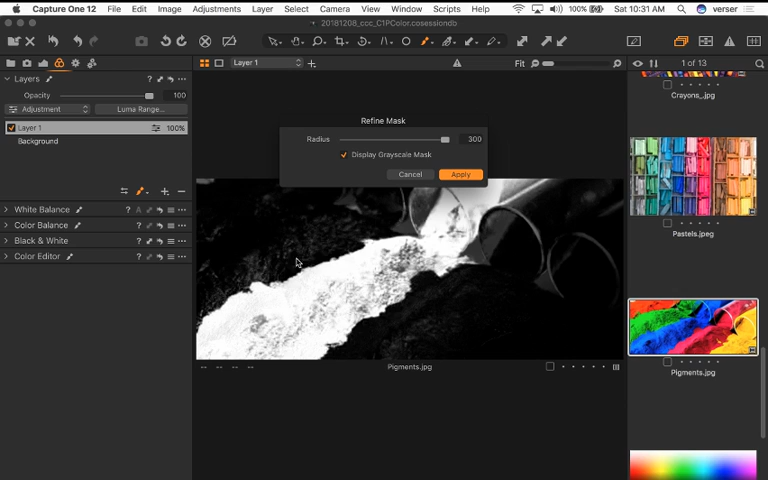 Capture One 12 File Edit Image Adjustments Layer Select Camera View Window Scripts Help 100% Sat 10:31 AM verser
20181208_ccc_C1PColor.cosessiondb
Layer 1 Fit 1 of 13
Layers
Opacity 100
Adjustment Luma Range...
Layer 1 100%
Background
White Balance ? A
Color Balance ?
Black & White ?
Color Editor ?
Refine Mask
Radius 300
Display Grayscale Mask
Cancel Apply
Pigments.jpg
Crayons_.jpg
Pastels.jpeg
Pigments.jpg